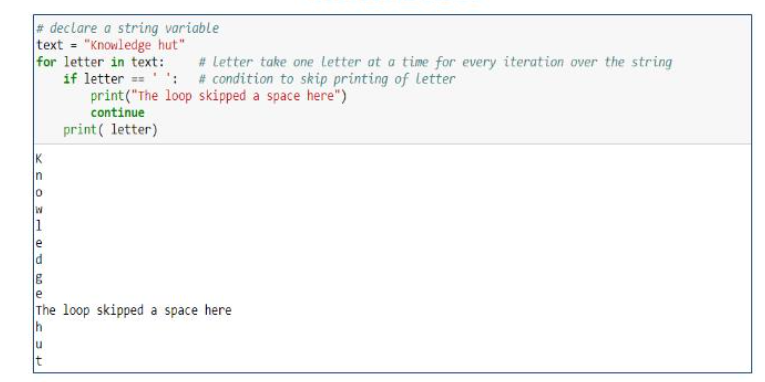 # declare a string variable
text = "Knowledge hut"
for letter in text:     # letter take one letter at a time for every iteration over the string
    if letter == ' ':   # condition to skip printing of letter
        print("The loop skipped a space here")
        continue
    print( letter)
K
n
o
w
l
e
d
g
e
The loop skipped a space here
h
u
t